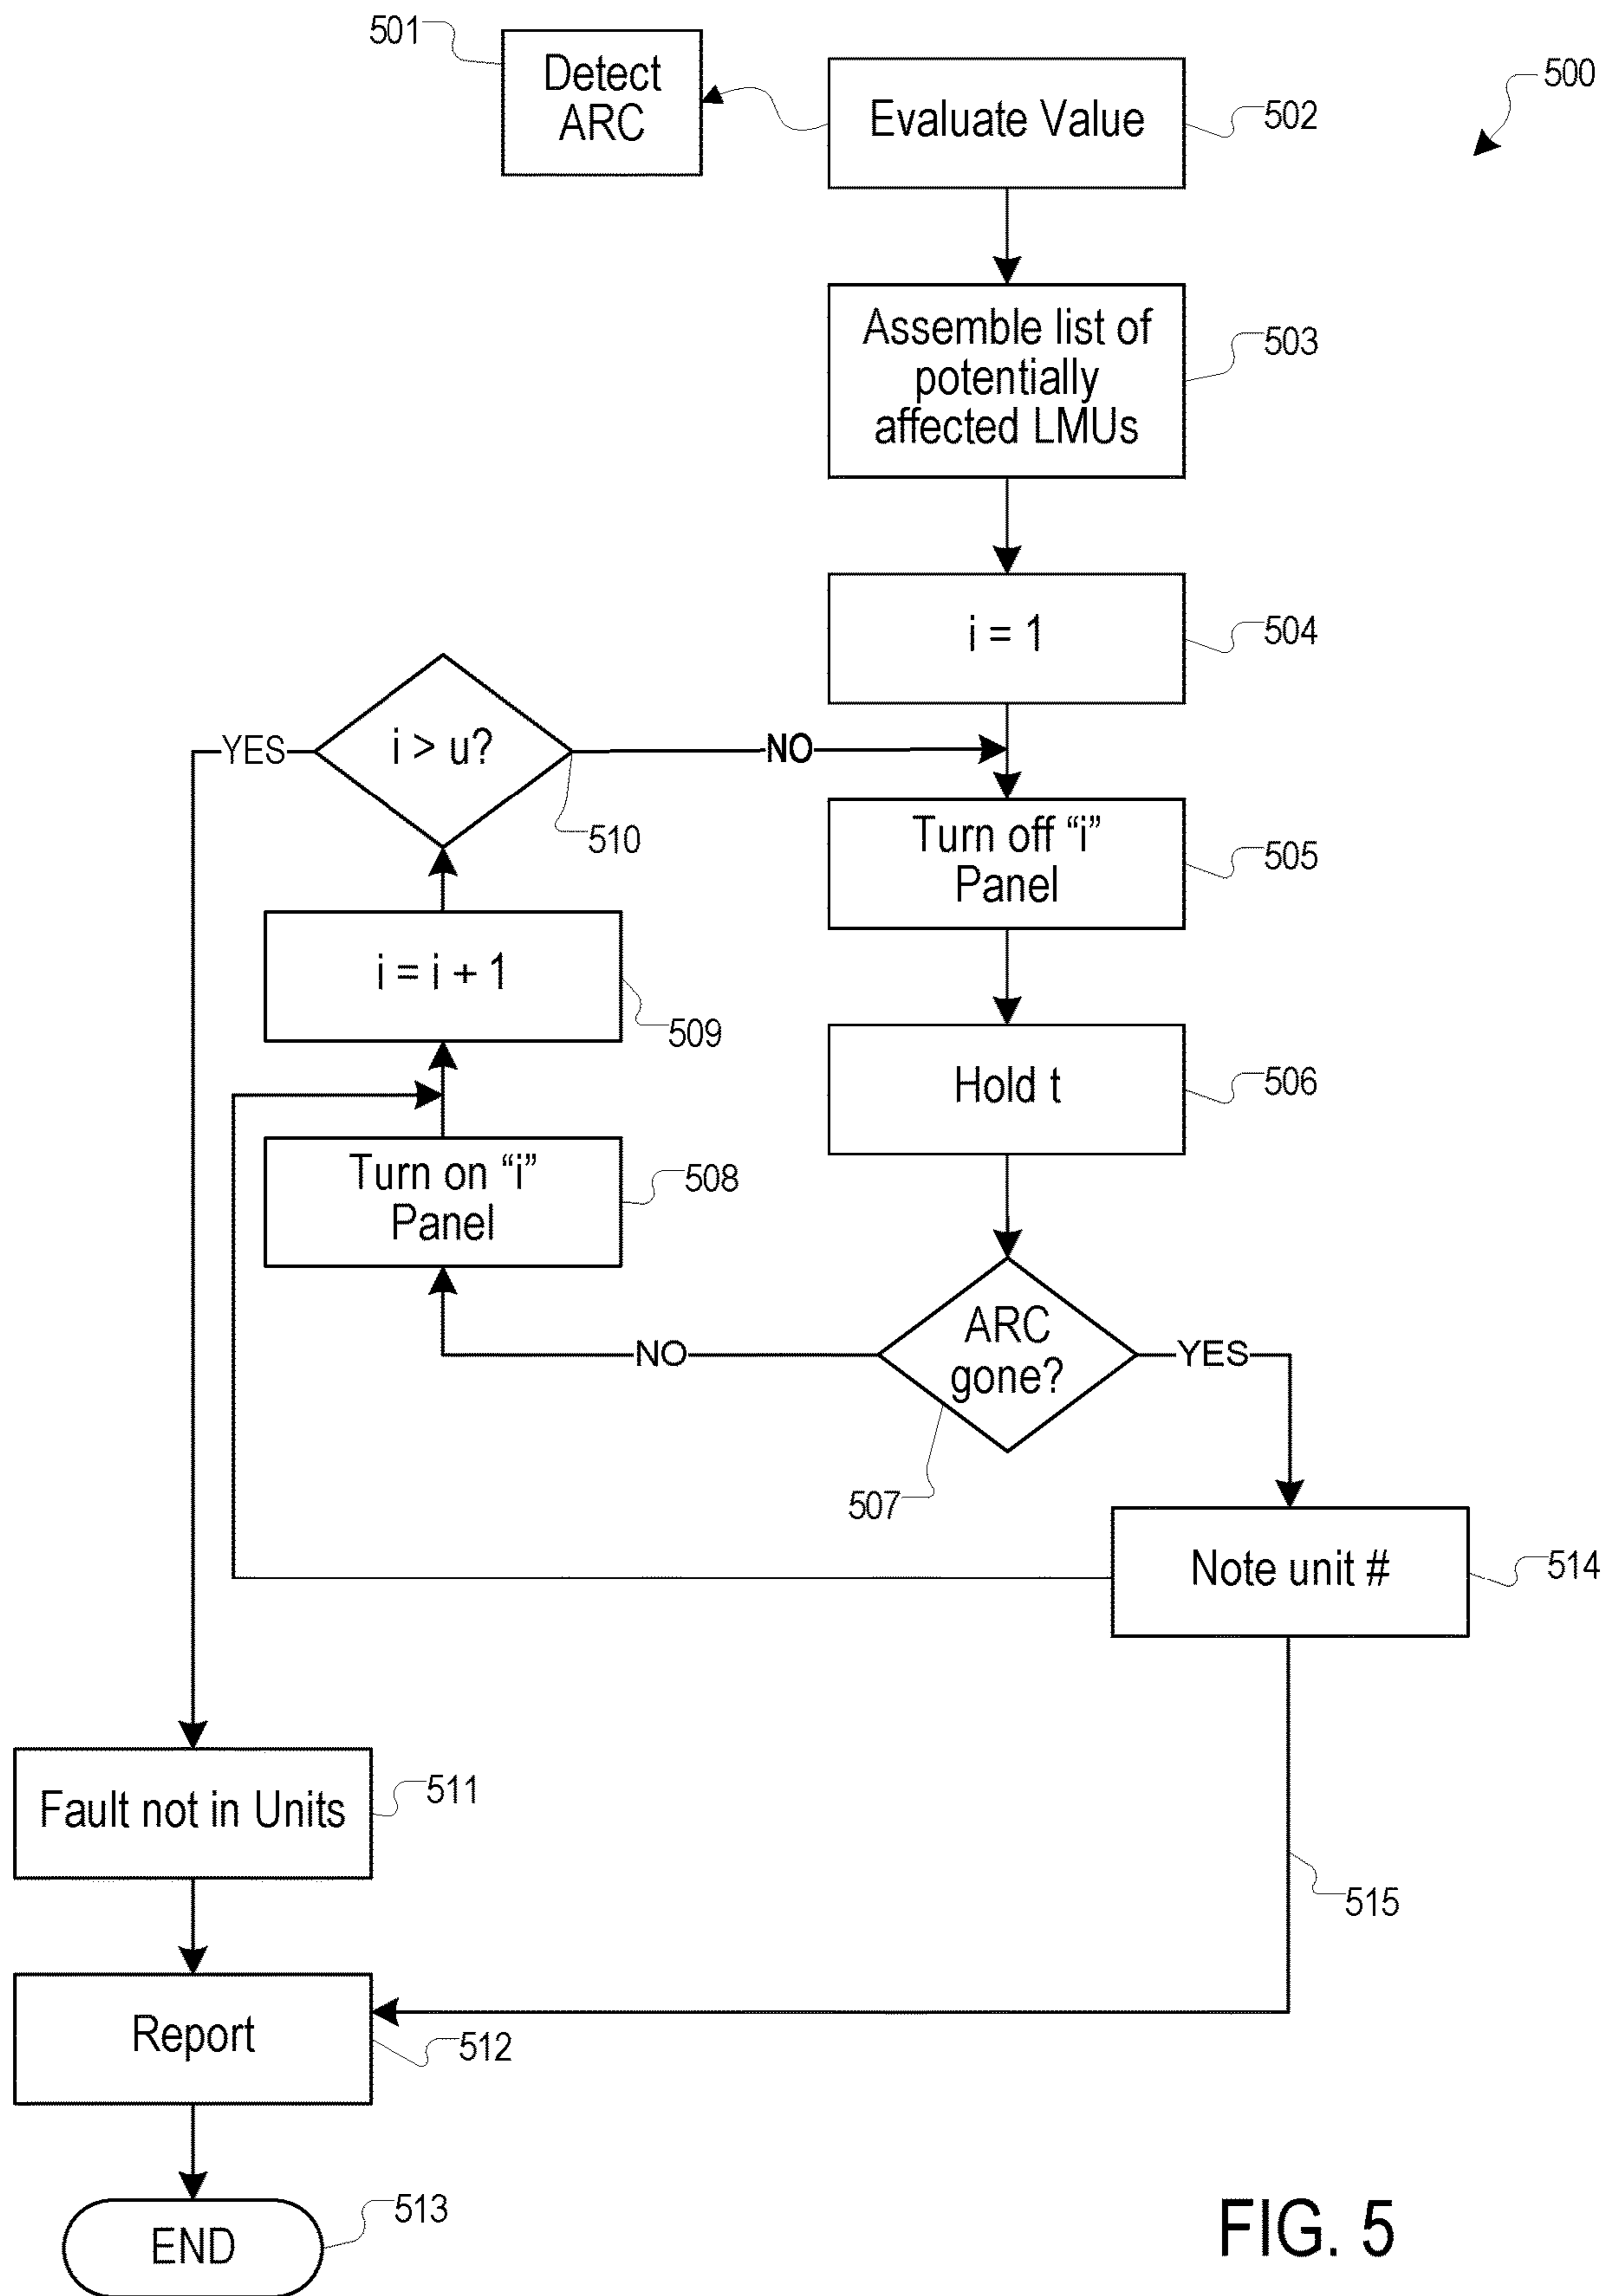 501
Detect
ARC
Evaluate Value
502
500
Assemble list of
potentially
affected LMUs
503
i = 1
504
YES
i > u?
NO
510
Turn off “i”
Panel
505
i = i + 1
509
Hold t
506
Turn on “i”
Panel
508
NO
ARC
gone?
YES
507
Note unit #
514
Fault not in Units
511
515
Report
512
END
513
FIG. 5